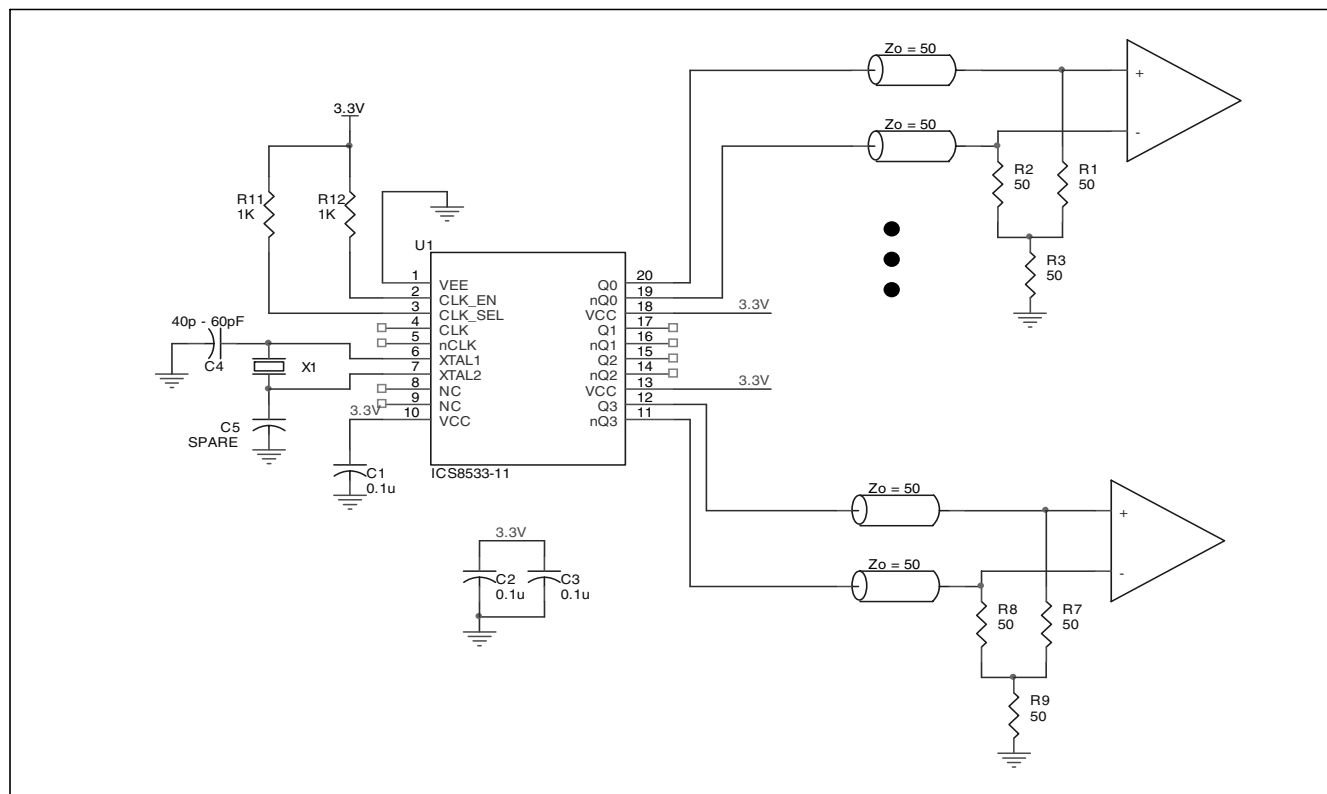 Zo = 50
+
3.3V
Zo = 50
-
R2
50
R1
50
R11
1K
R12
1K
U1
R3
50
1
VEE
2
CLK_EN
3
CLK_SEL
4
CLK
5
nCLK
6
XTAL1
7
XTAL2
8
NC
9
NC
10
VCC
20
Q0
19
nQ0
18
VCC
3.3V
17
Q1
16
nQ1
15
Q2
14
nQ2
13
VCC
3.3V
12
Q3
11
nQ3
40p - 60pF
C4
X1
3.3V
C5
SPARE
C1
0.1u
ICS8533-11
Zo = 50
+
3.3V
C2
0.1u
C3
0.1u
Zo = 50
-
R8
50
R7
50
R9
50